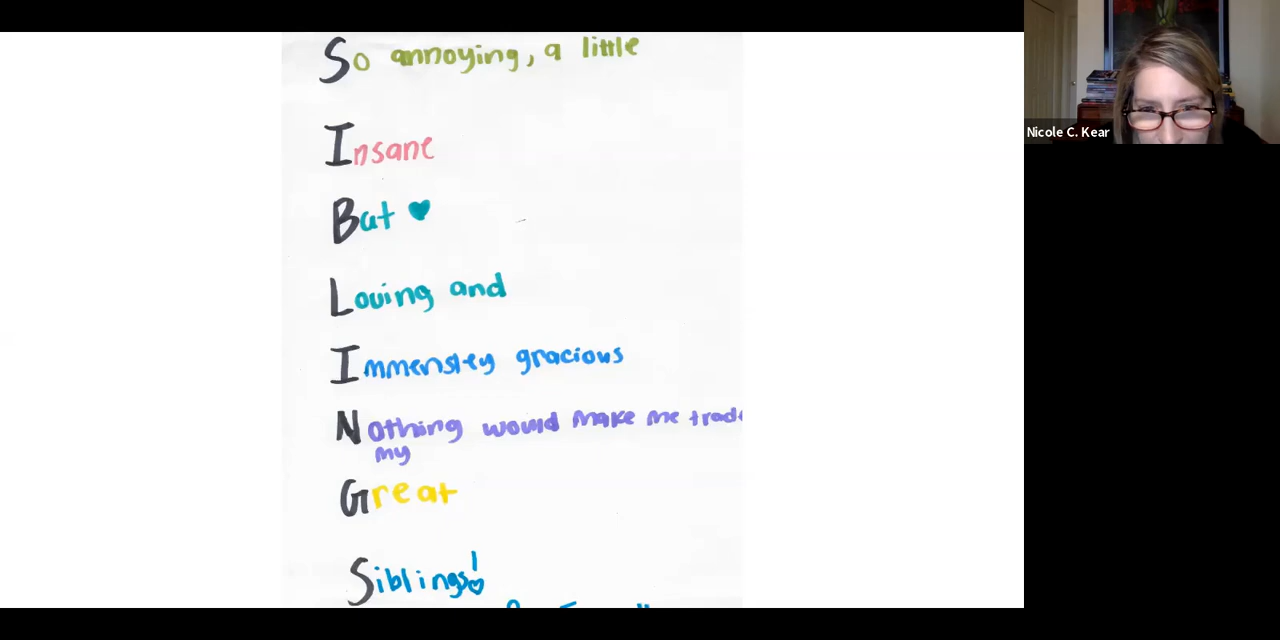 So annoying, a little
Insane
But
Loving and
Immensley gracious
Nothing would make me trade
my
Great
Siblings!
Nicole C. Kear